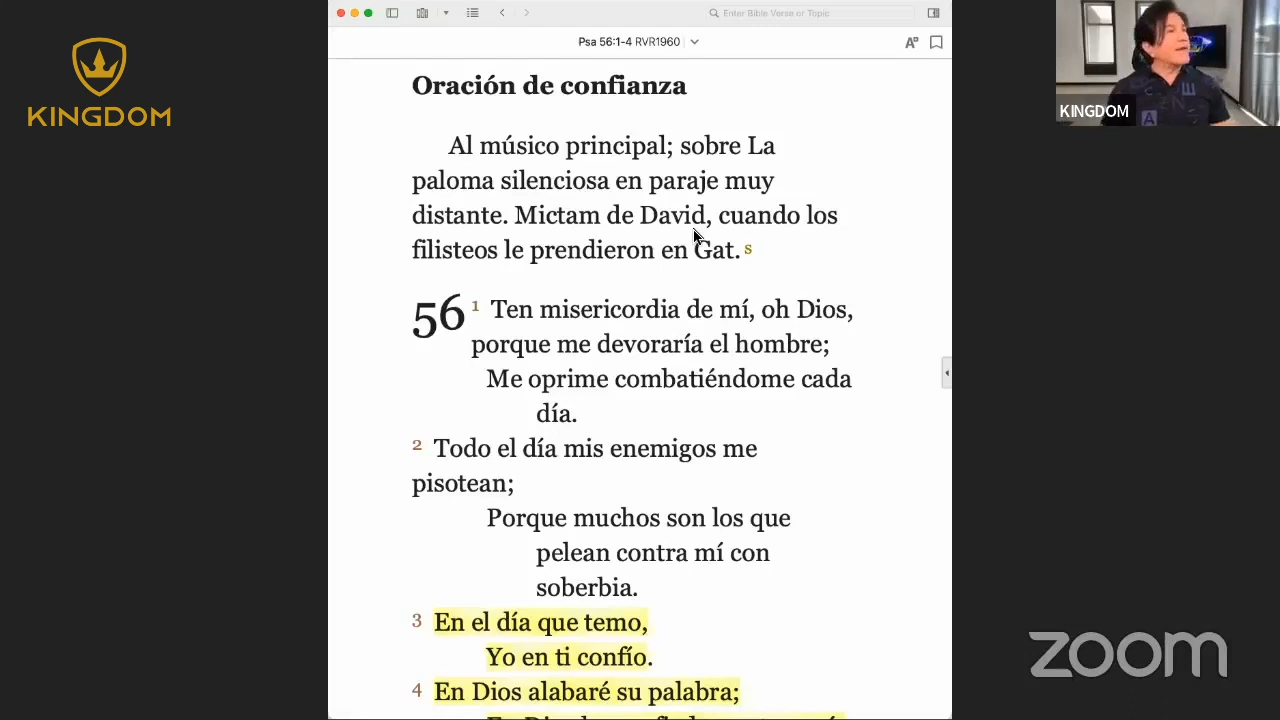 KINGDOM
Enter Bible Verse or Topic
Psa 56:1-4 RVR1960
Oración de confianza
Al músico principal; sobre La
paloma silenciosa en paraje muy
distante. Mictam de David, cuando los
filisteos le prendieron en Gat. s
56 1 Ten misericordia de mí, oh Dios,
porque me devoraría el hombre;
Me oprime combatiéndome cada
día.
2 Todo el día mis enemigos me
pisotean;
Porque muchos son los que
pelean contra mí con
soberbia.
3 En el día que temo,
Yo en ti confío.
4 En Dios alabaré su palabra;
KINGDOM
zoom